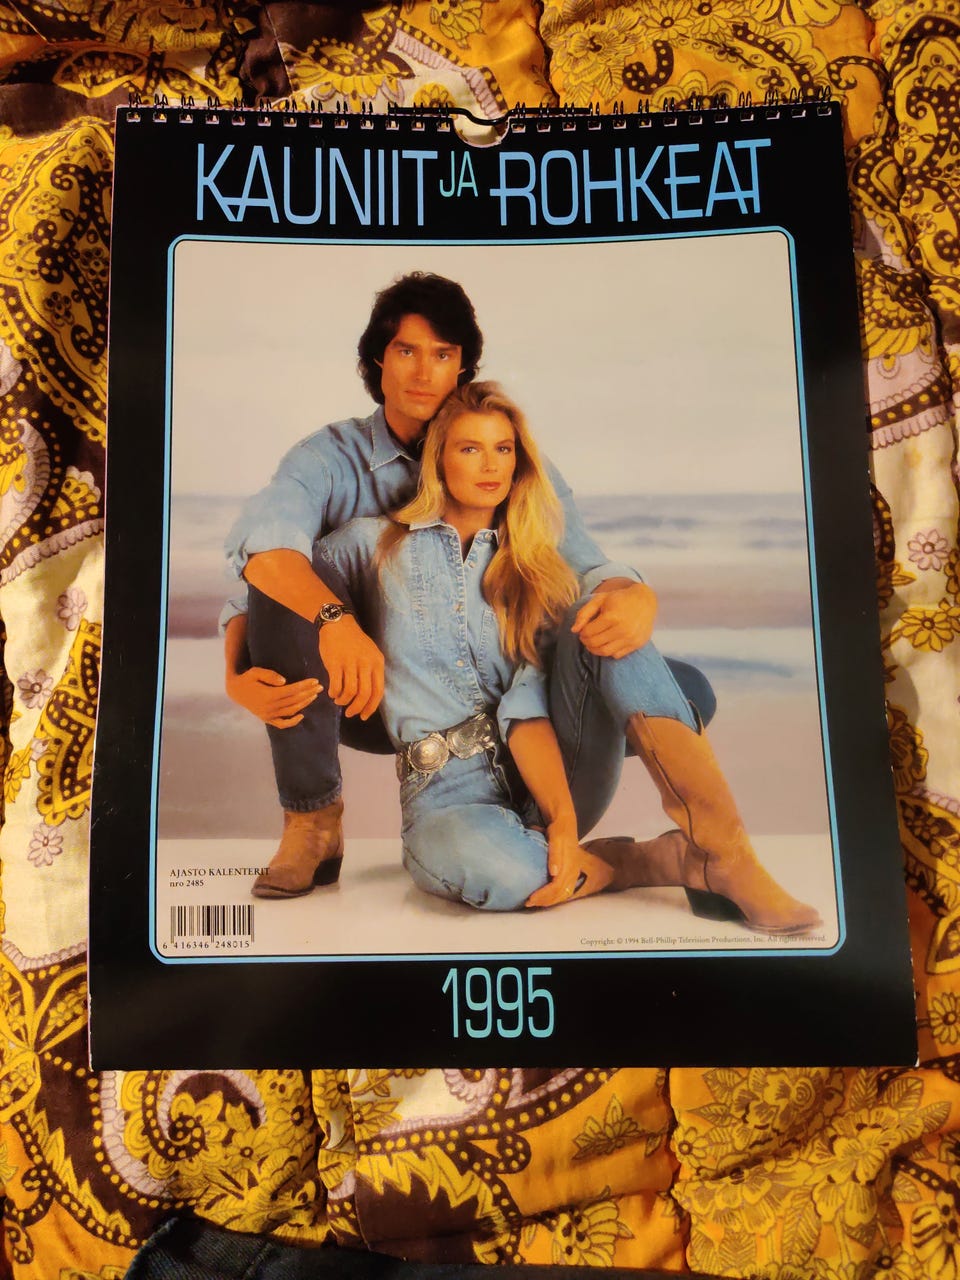 KAUNIIT JA ROHKEAT
AJASTO KALENTERIT
nro 2485
6 416346 248015
Copyright: © 1994 Bell-Phillip Television Productions, Inc. All rights reserved.
1995